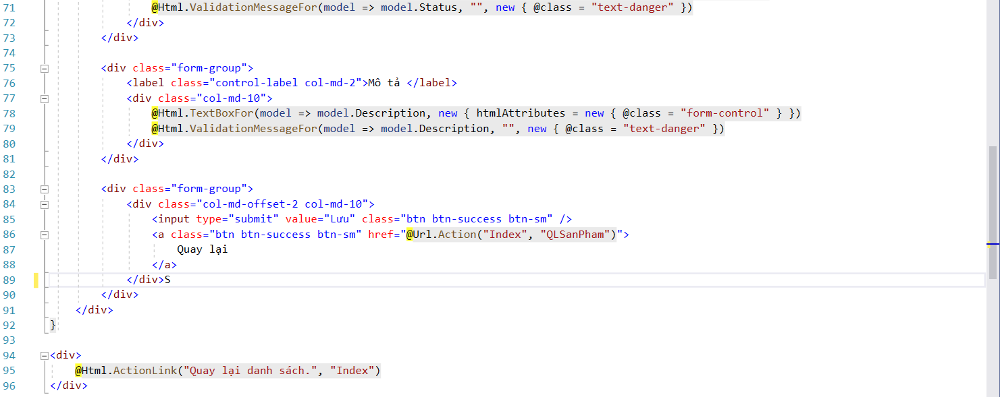 71 @Html.ValidationMessageFor(model => model.Status, "", new { @class = "text-danger" })
72 </div>
73 </div>
74
75 <div class="form-group">
76 <label class="control-label col-md-2">Mô tả </label>
77 <div class="col-md-10">
78 @Html.TextBoxFor(model => model.Description, new { htmlAttributes = new { @class = "form-control" } })
79 @Html.ValidationMessageFor(model => model.Description, "", new { @class = "text-danger" })
80 </div>
81 </div>
82
83 <div class="form-group">
84 <div class="col-md-offset-2 col-md-10">
85 <input type="submit" value="Lưu" class="btn btn-success btn-sm" />
86 <a class="btn btn-success btn-sm" href="@Url.Action("Index", "QLSanPham")">
87 Quay lại
88 </a>
89 </div>S
90 </div>
91 </div>
92 }
93
94 <div>
95 @Html.ActionLink("Quay lại danh sách.", "Index")
96 </div>